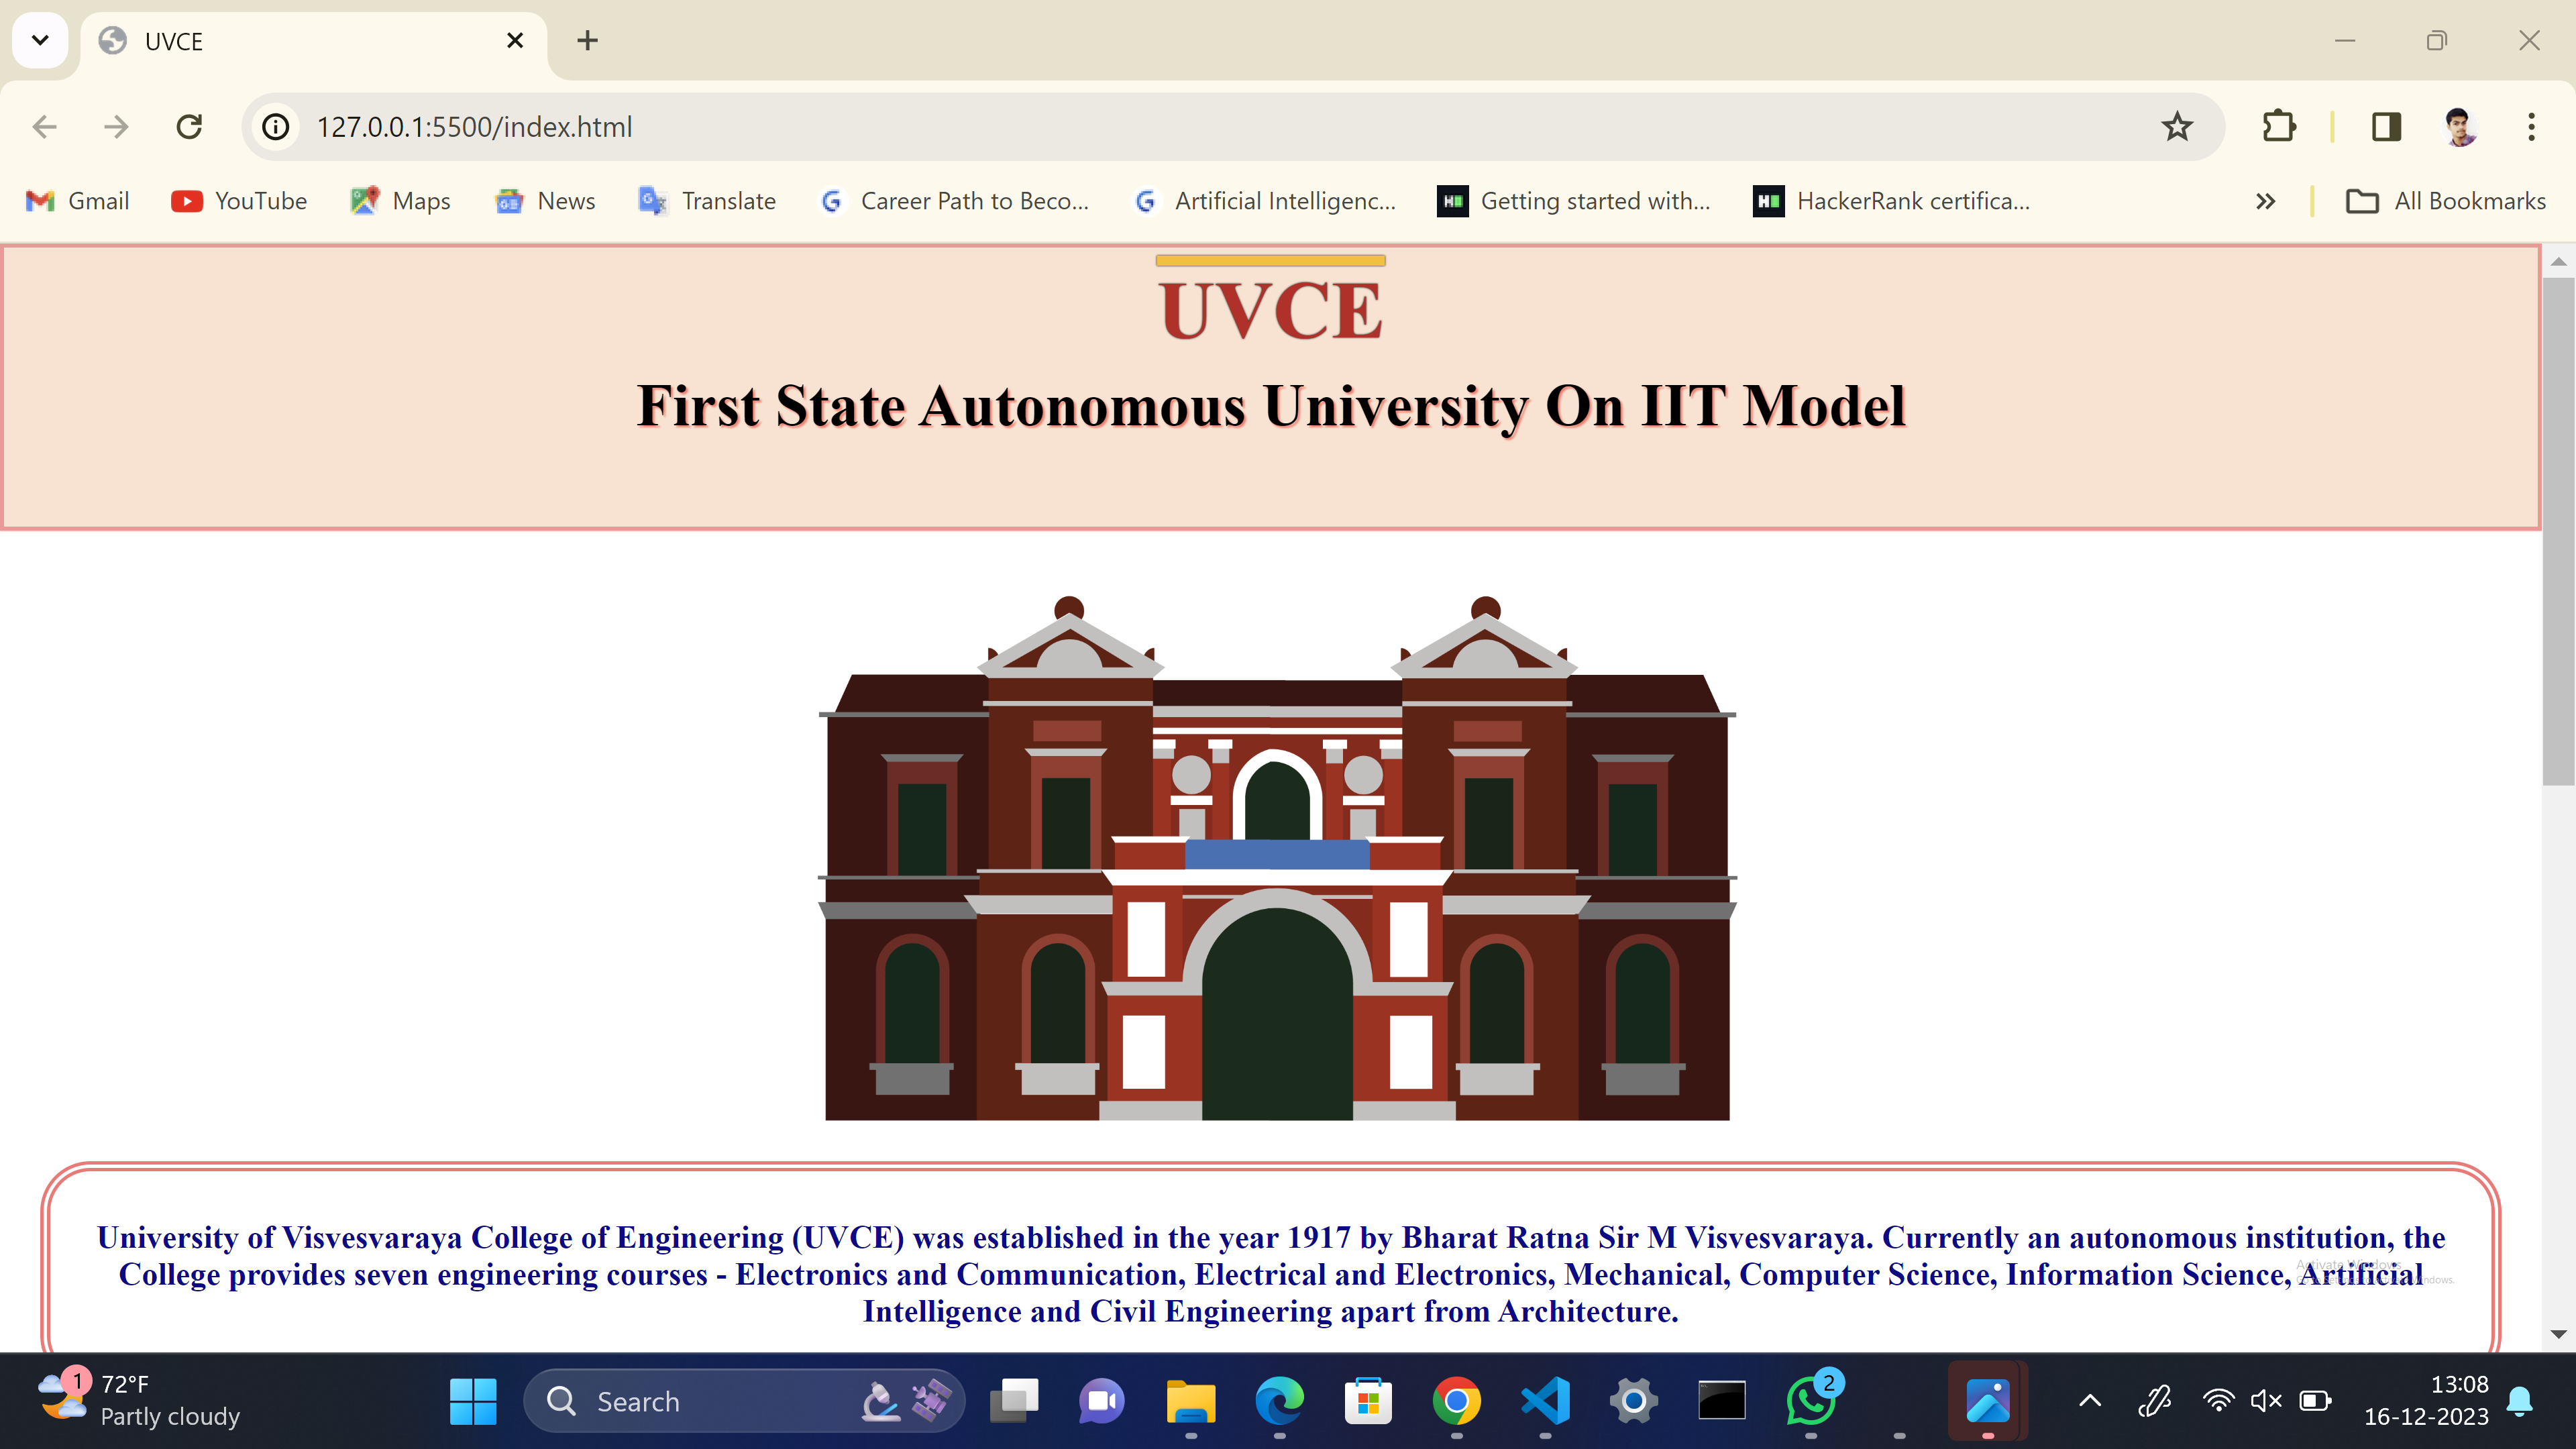 UVCE
127.0.0.1:5500/index.html
Gmail YouTube Maps News Translate Career Path to Beco... Artificial Intelligenc... Getting started with... HackerRank certifica... All Bookmarks
UVCE
First State Autonomous University On IIT Model
University of Visvesvaraya College of Engineering (UVCE) was established in the year 1917 by Bharat Ratna Sir M Visvesvaraya. Currently an autonomous institution, the
College provides seven engineering courses - Electronics and Communication, Electrical and Electronics, Mechanical, Computer Science, Information Science, Artificial
Intelligence and Civil Engineering apart from Architecture.
Activate Windows
1
72°F
Partly cloudy
Search
2
13:08
16-12-2023